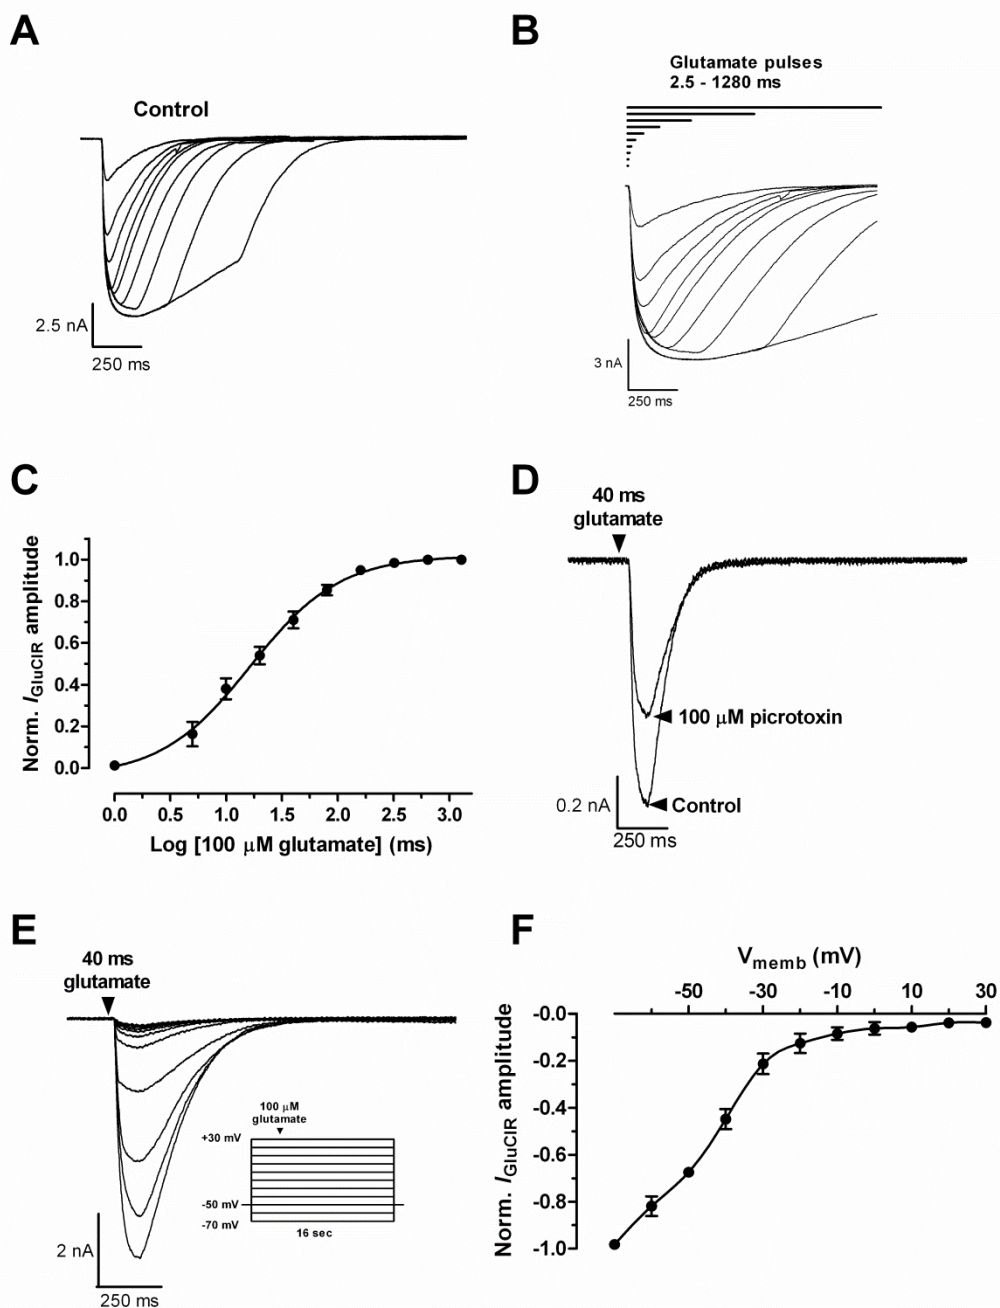 A
Control
2.5 nA
250 ms
B
Glutamate pulses
2.5 - 1280 ms
3 nA
250 ms
C
Norm. IGluClR amplitude
1.0
0.8
0.6
0.4
0.2
0.0
0.0 0.5 1.0 1.5 2.0 2.5 3.0
Log [100 μM glutamate] (ms)
D
40 ms
glutamate
100 μM picrotoxin
Control
0.2 nA
250 ms
E
40 ms
glutamate
100 μM
glutamate
+30 mV
-50 mV
-70 mV
16 sec
2 nA
250 ms
F
Vmemb (mV)
-50 -30 -10 10 30
Norm. IGluClR amplitude
-0.0
-0.2
-0.4
-0.6
-0.8
-1.0